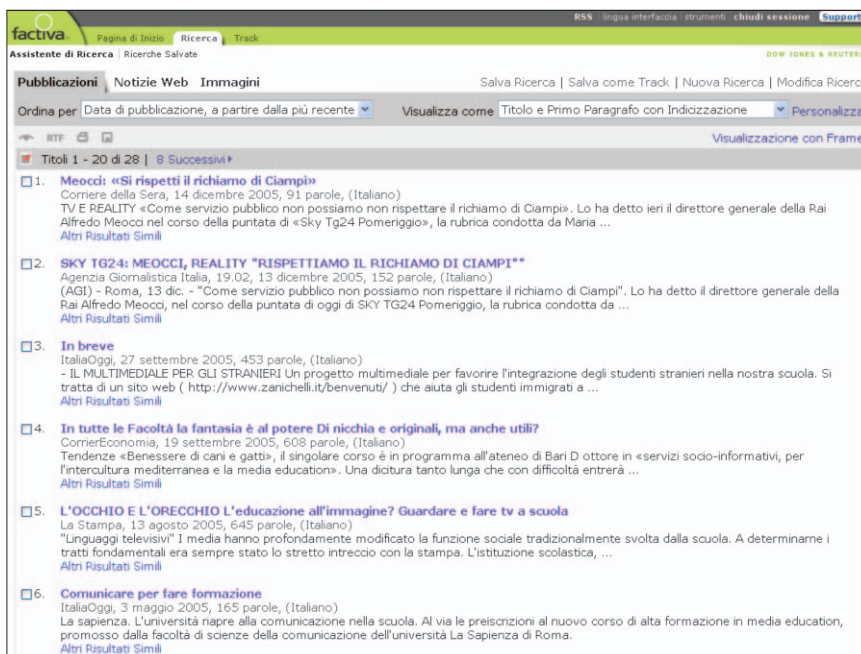 RSS | lingua interfaccia | strumenti chiudi sessione Support
factiva Pagina di Inizio Ricerca Track
Assistente di Ricerca | Ricerche Salvate DOW JONES & REUTERS
Pubblicazioni Notizie Web Immagini Salva Ricerca | Salva come Track | Nuova Ricerca | Modifica Ricerc
Ordina per Data di pubblicazione, a partire dalla più recente Visualizza come Titolo e Primo Paragrafo con Indicizzazione Personalizza
RTF Visualizzazione con Frame
Titoli 1 - 20 di 28 | 8 Successivi
1. Meocci: «Si rispetti il richiamo di Ciampi»
Corriere della Sera, 14 dicembre 2005, 91 parole, (Italiano)
TV E REALITY «Come servizio pubblico non possiamo non rispettare il richiamo di Ciampi». Lo ha detto ieri il direttore generale della Rai
Alfredo Meocci nel corso della puntata di «Sky Tg24 Pomeriggio», la rubrica condotta da Maria ...
Altri Risultati Simili
2. SKY TG24: MEOCCI, REALITY "RISPETTIAMO IL RICHIAMO DI CIAMPI""
Agenzia Giornalistica Italia, 19.02, 13 dicembre 2005, 152 parole, (Italiano)
(AGI) - Roma, 13 dic. - "Come servizio pubblico non possiamo non rispettare il richiamo di Ciampi". Lo ha detto il direttore generale della
Rai Alfredo Meocci, nel corso della puntata di oggi di SKY TG24 Pomeriggio, la rubrica condotta da ...
Altri Risultati Simili
3. In breve
ItaliaOggi, 27 settembre 2005, 453 parole, (Italiano)
- IL MULTIMEDIALE PER GLI STRANIERI Un progetto multimediale per favorire l'integrazione degli studenti stranieri nella nostra scuola. Si
tratta di un sito web ( http://www.zanichelli.it/benvenuti/ ) che aiuta gli studenti immigrati a ...
Altri Risultati Simili
4. In tutte le Facoltà la fantasia è al potere Di nicchia e originali, ma anche utili?
CorrierEconomia, 19 settembre 2005, 608 parole, (Italiano)
Tendenze «Benessere di cani e gatti», il singolare corso è in programma all'ateneo di Bari D ottore in «servizi socio-informativi, per
l'intercultura mediterranea e la media education». Una dicitura tanto lunga che con difficoltà entrerà ...
Altri Risultati Simili
5. L'OCCHIO E L'ORECCHIO L'educazione all'immagine? Guardare e fare tv a scuola
La Stampa, 13 agosto 2005, 645 parole, (Italiano)
"Linguaggi televisivi" I media hanno profondamente modificato la funzione sociale tradizionalmente svolta dalla scuola. A determinarne i
tratti fondamentali era sempre stato lo stretto intreccio con la stampa. L'istituzione scolastica, ...
Altri Risultati Simili
6. Comunicare per fare formazione
ItaliaOggi, 3 maggio 2005, 165 parole, (Italiano)
La sapienza. L'università riapre alla comunicazione nella scuola. Al via le preiscrizioni al nuovo corso di alta formazione in media education,
promosso dalla facoltà di scienze della comunicazione dell'università La Sapienza di Roma.
Altri Risultati Simili